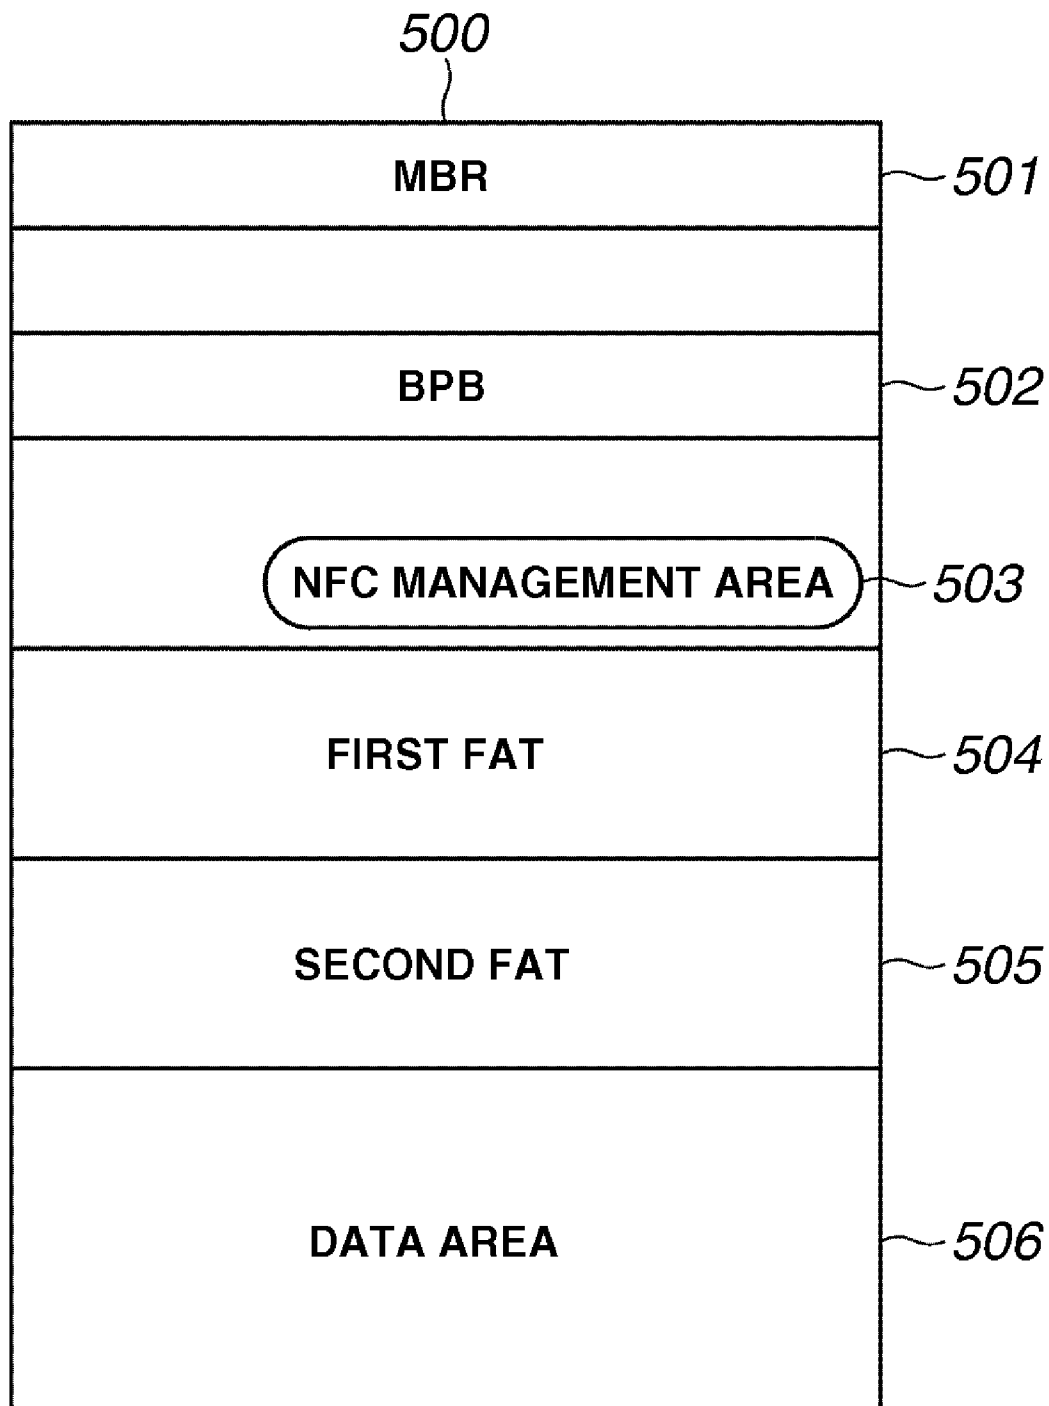 500
MBR 501
BPB 502
NFC MANAGEMENT AREA 503
FIRST FAT 504
SECOND FAT 505
DATA AREA 506